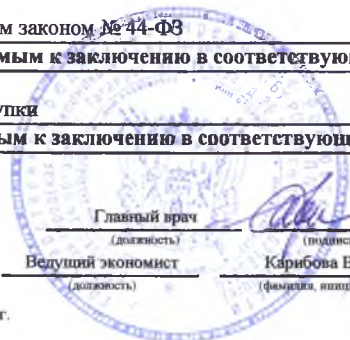 м законом № 44-ФЗ
мым к заключению в соответствую
упки
ым к заключению в соответствующ
Главный врач
(должность) (подпис
Ведущий экономист Карибова В
(должность) (фамилия, иници
г.